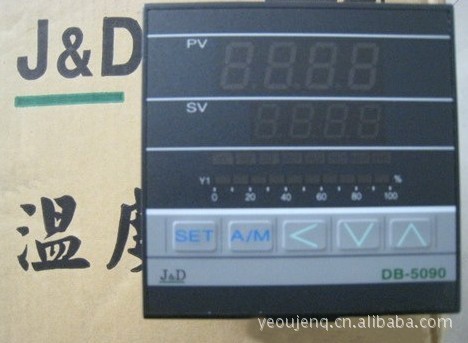 J&D
温度
PV
SV
Y1
%
0 20 40 60 80 100
SET A/M < ∨ ∧
J&D DB-5090
yeoujenq.cn.alibaba.com